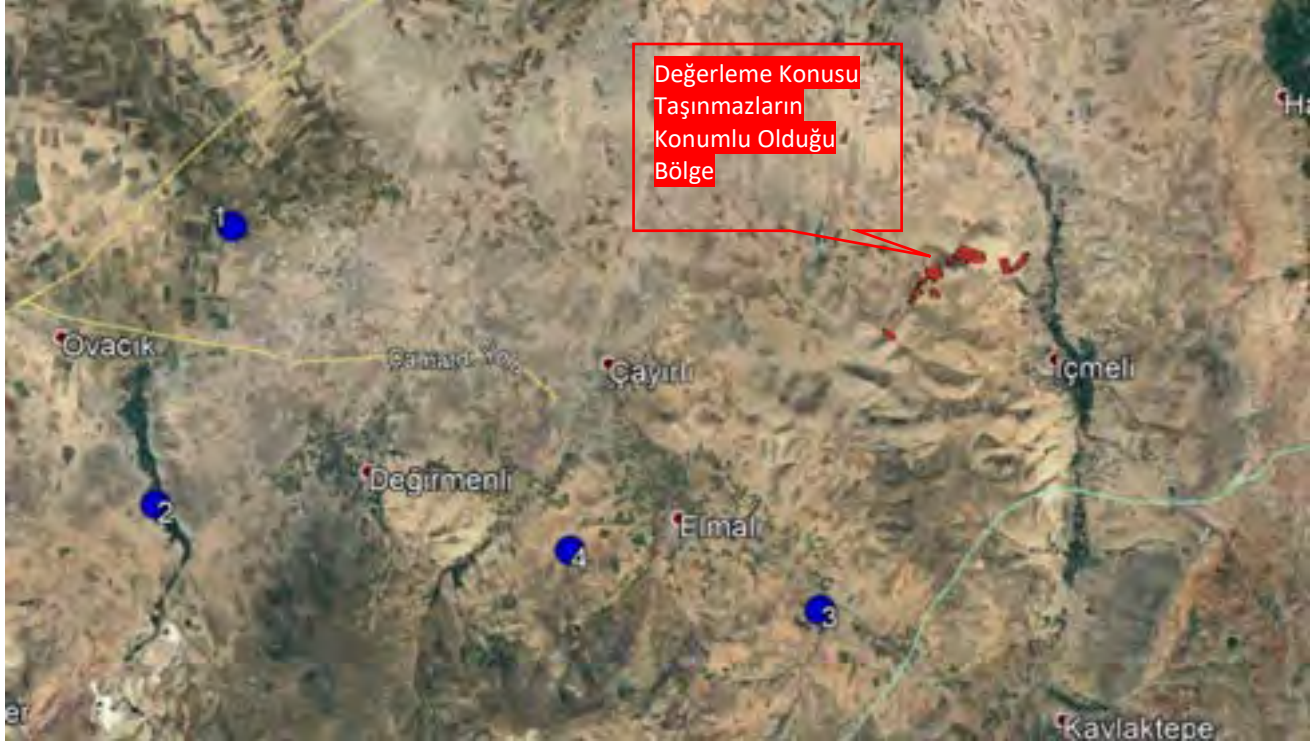 Değerleme Konusu
Taşınmazların
Konumlu Olduğu
Bölge
1
Ovacık
Çayırlı
İçmeli
Değirmenli
2
Elmalı
4
3
Kavlaktepe